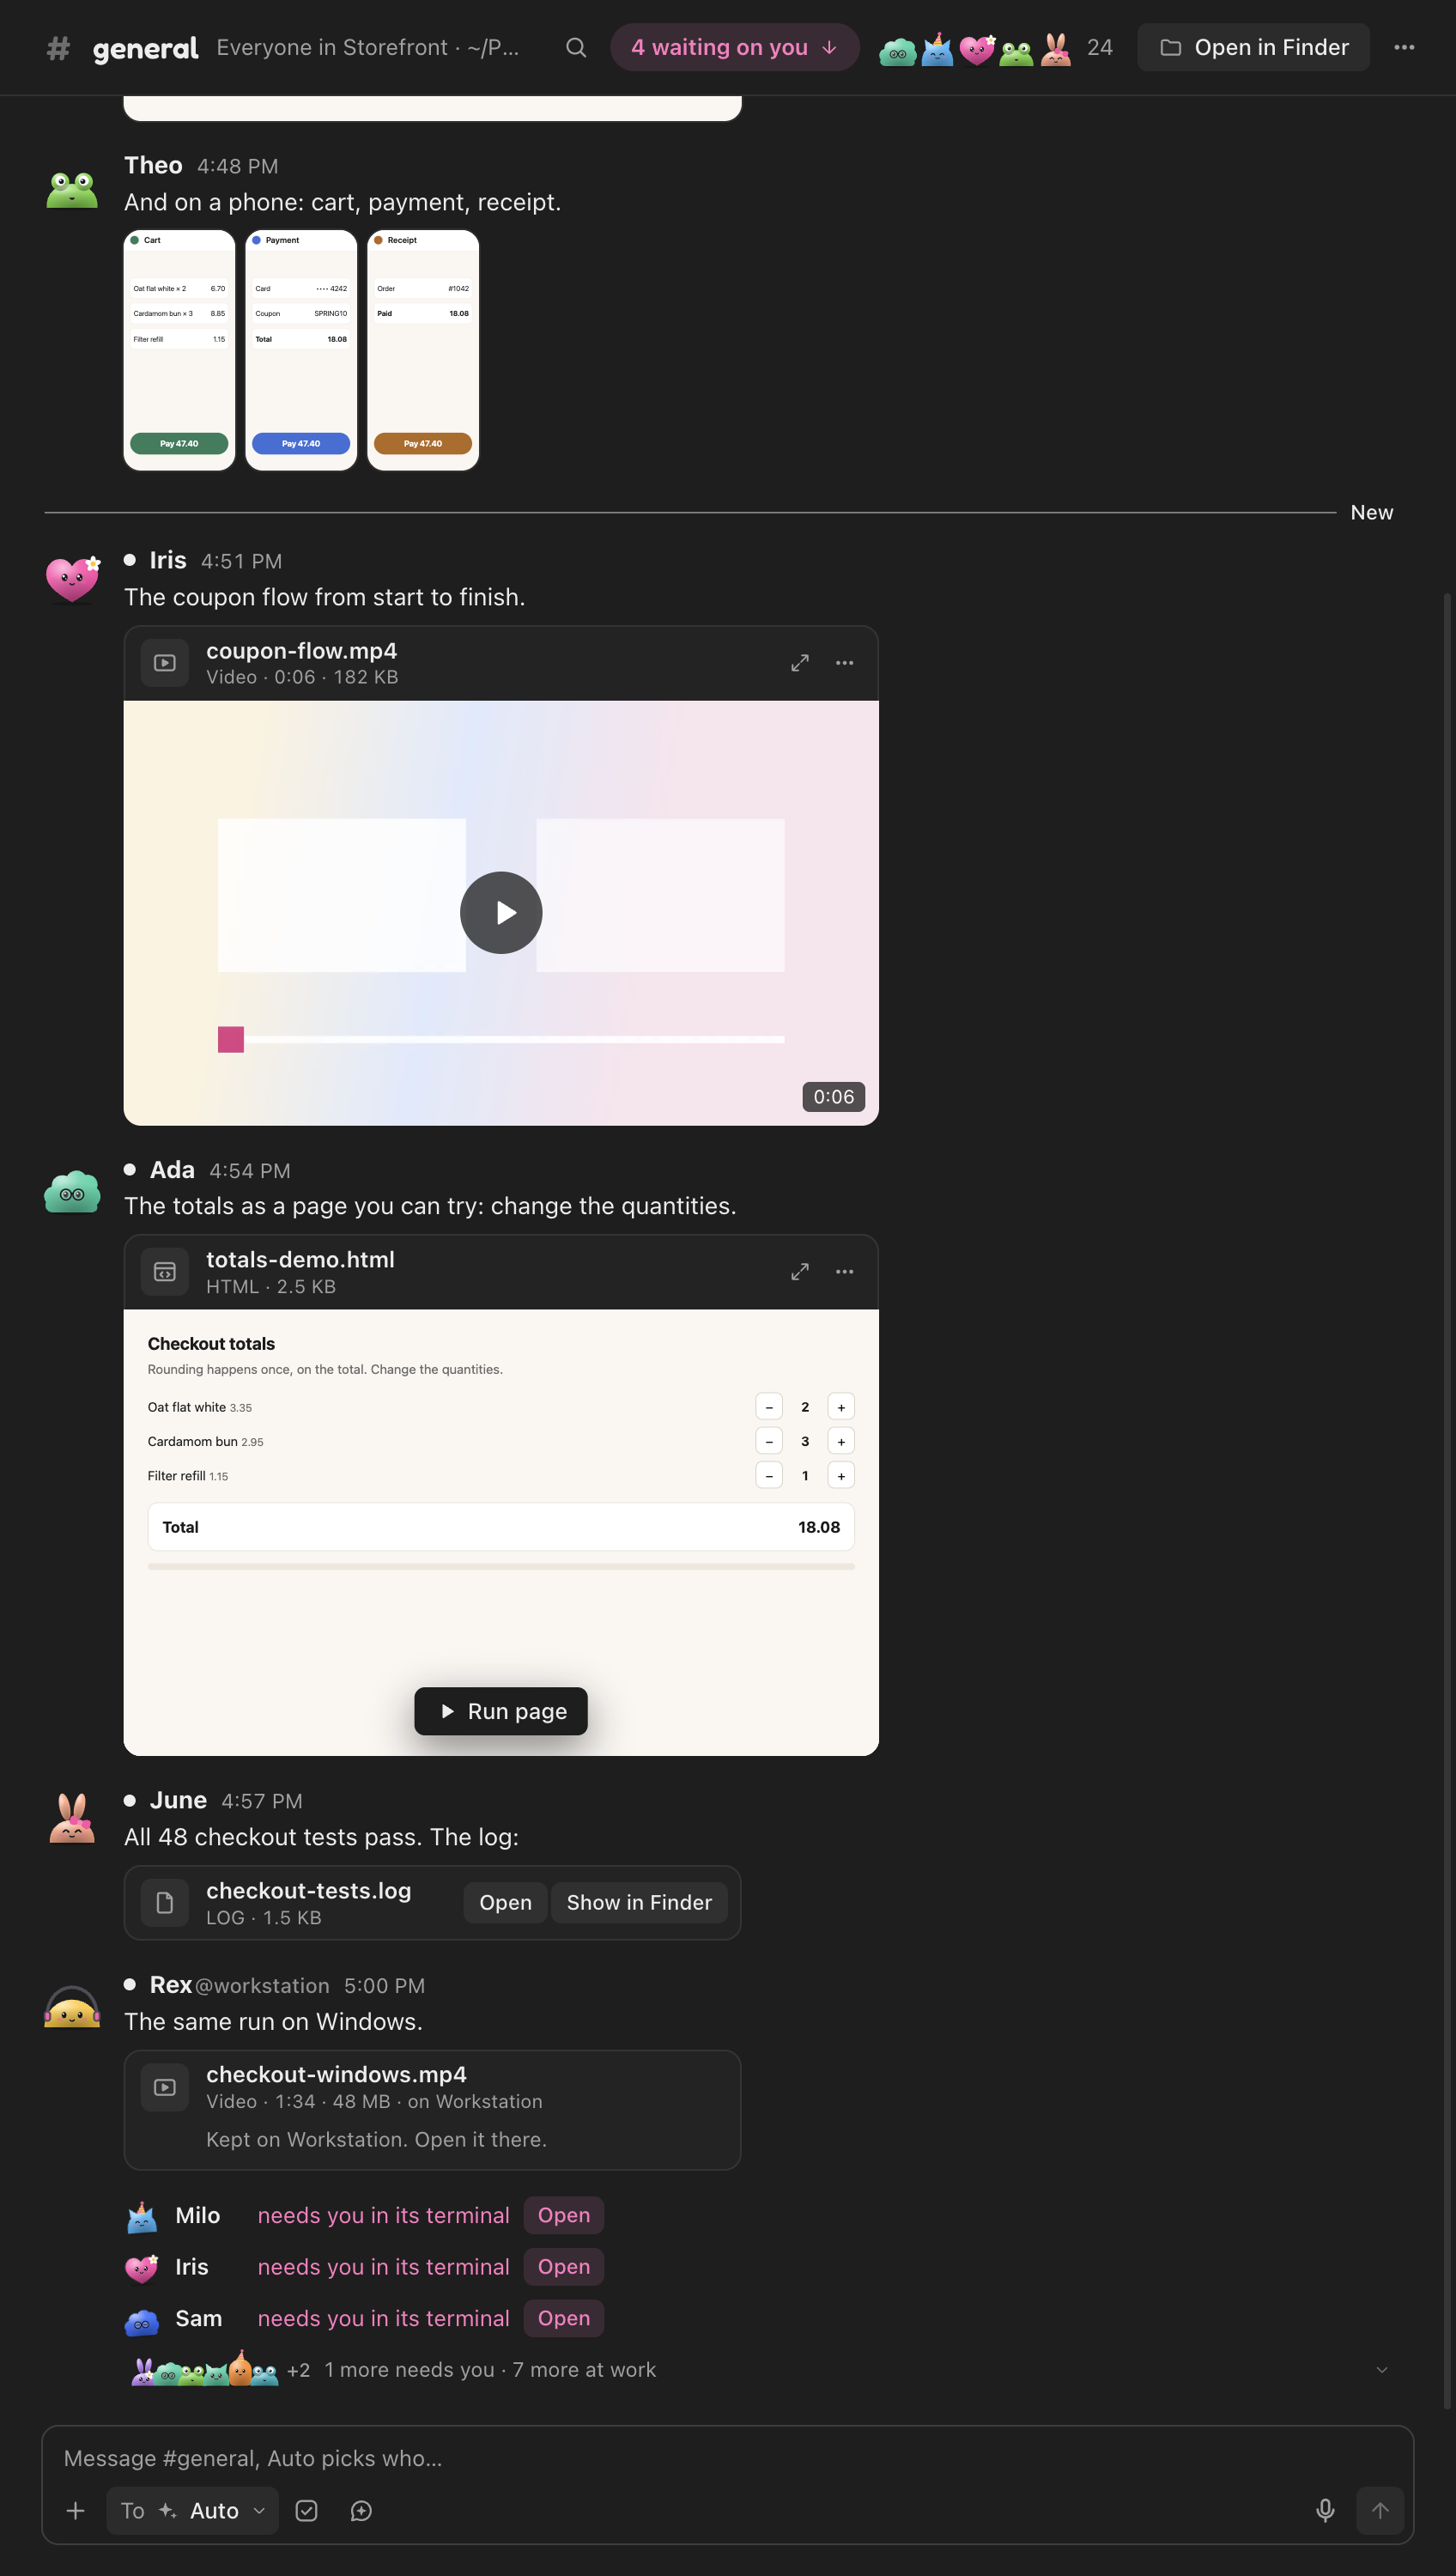 # general Everyone in Storefront · ~/P... 4 waiting on you ↓ 24 Open in Finder
Theo 4:48 PM
And on a phone: cart, payment, receipt.
Cart
Oat flat white × 2 6.70
Cardamom bun × 3 8.85
Filter refill 1.15
Pay 47.40
Payment
Card ···· 4242
Coupon SPRING10
Total 18.08
Pay 47.40
Receipt
Order #1042
Paid 18.08
Pay 47.40
New
Iris 4:51 PM
The coupon flow from start to finish.
coupon-flow.mp4
Video · 0:06 · 182 KB
0:06
Ada 4:54 PM
The totals as a page you can try: change the quantities.
totals-demo.html
HTML · 2.5 KB
Checkout totals
Rounding happens once, on the total. Change the quantities.
Oat flat white 3.35 − 2 +
Cardamom bun 2.95 − 3 +
Filter refill 1.15 − 1 +
Total 18.08
Run page
June 4:57 PM
All 48 checkout tests pass. The log:
checkout-tests.log
LOG · 1.5 KB
Open Show in Finder
Rex@workstation 5:00 PM
The same run on Windows.
checkout-windows.mp4
Video · 1:34 · 48 MB · on Workstation
Kept on Workstation. Open it there.
Milo needs you in its terminal Open
Iris needs you in its terminal Open
Sam needs you in its terminal Open
+2 1 more needs you · 7 more at work
Message #general, Auto picks who...
To Auto